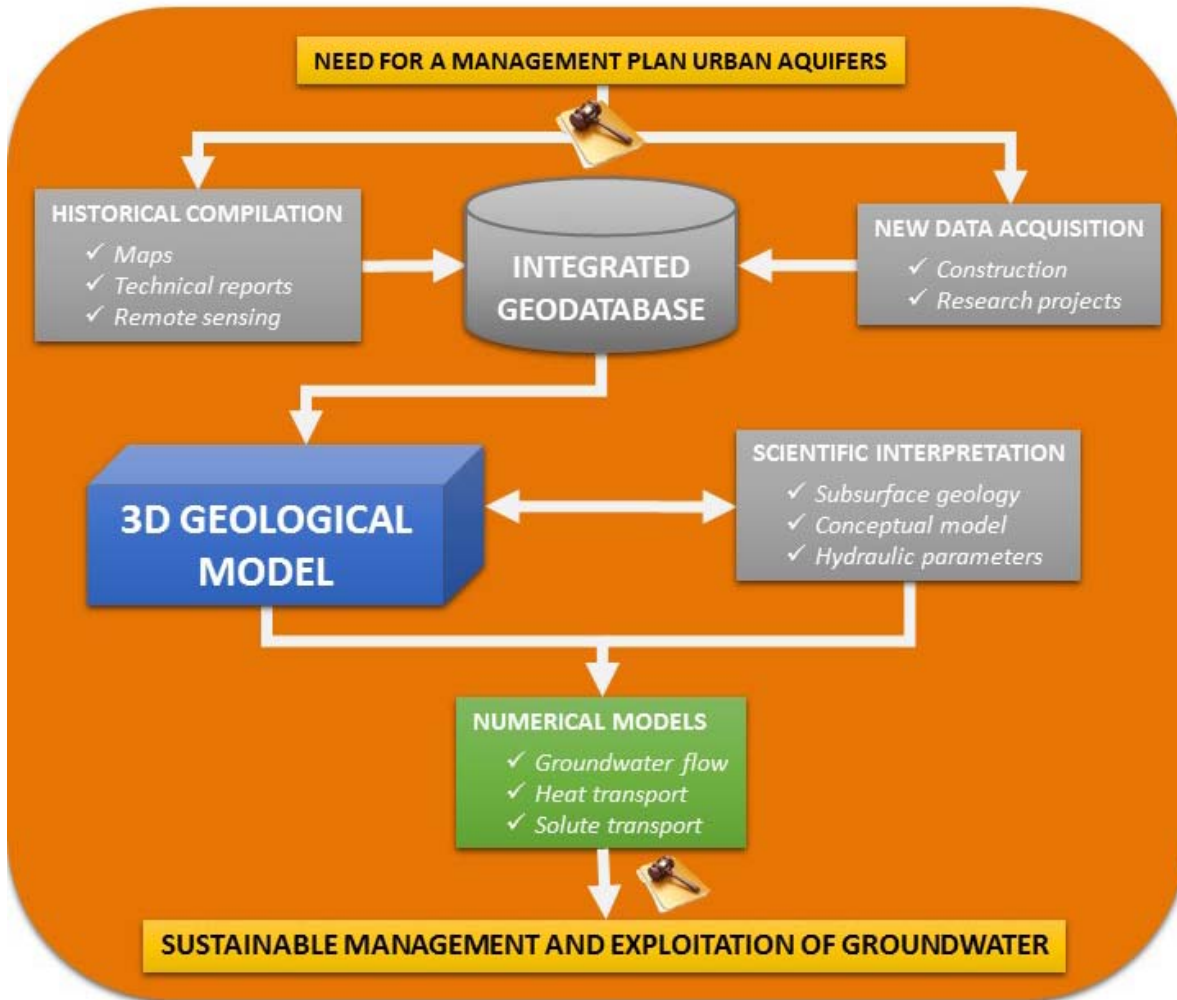 NEED FOR A MANAGEMENT PLAN URBAN AQUIFERS
HISTORICAL COMPILATION
✓ Maps
✓ Technical reports
✓ Remote sensing
INTEGRATED
GEODATABASE
NEW DATA ACQUISITION
✓ Construction
✓ Research projects
3D GEOLOGICAL
MODEL
SCIENTIFIC INTERPRETATION
✓ Subsurface geology
✓ Conceptual model
✓ Hydraulic parameters
NUMERICAL MODELS
✓ Groundwater flow
✓ Heat transport
✓ Solute transport
SUSTAINABLE MANAGEMENT AND EXPLOITATION OF GROUNDWATER